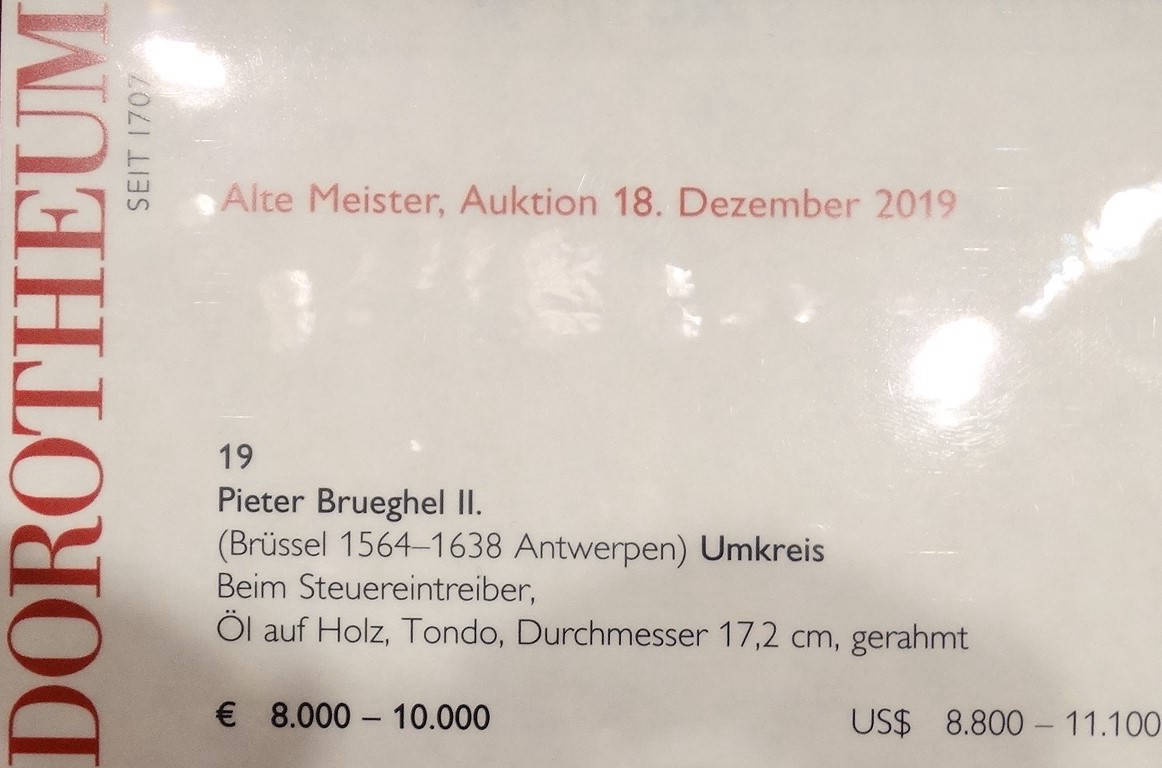 DOROTHEUM
SEIT 1707
Alte Meister, Auktion 18. Dezember 2019
19
Pieter Brueghel II.
(Brüssel 1564–1638 Antwerpen) Umkreis
Beim Steuereintreiber,
Öl auf Holz, Tondo, Durchmesser 17,2 cm, gerahmt
€ 8.000 – 10.000 US$ 8.800 – 11.100